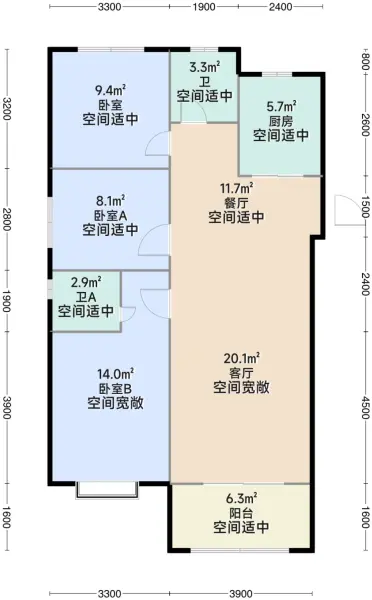 3300
1900
2400
3200
2800
1900
3900
1600
9.4㎡
卧室
空间适中
3.3㎡
卫
空间适中
5.7㎡
厨房
空间适中
8.1㎡
卧室A
空间适中
11.7㎡
餐厅
空间适中
2.9㎡
卫A
空间适中
14.0㎡
卧室B
空间宽敞
20.1㎡
客厅
空间宽敞
6.3㎡
阳台
空间适中
800
2600
1500
2400
4500
1600
3300
3900